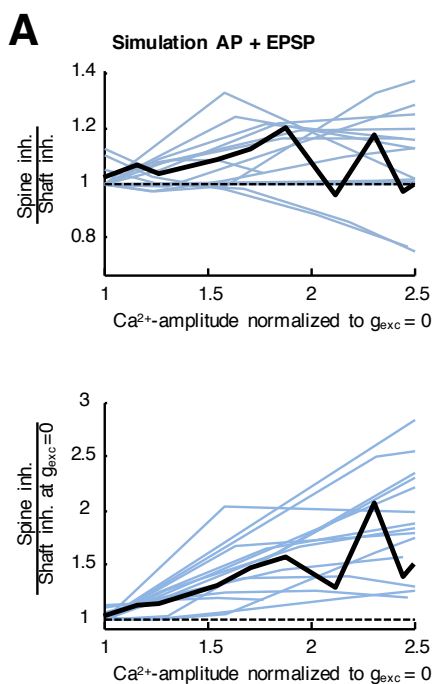 A
Simulation AP + EPSP
Spine inh.
Shaft inh.
1.4
1.2
1
0.8
1
1.5
2
2.5
Ca²⁺-amplitude normalized to gexc = 0
Spine inh.
Shaft inh. at gexc=0
3
2.5
2
1.5
1
1
1.5
2
2.5
Ca²⁺-amplitude normalized to gexc = 0